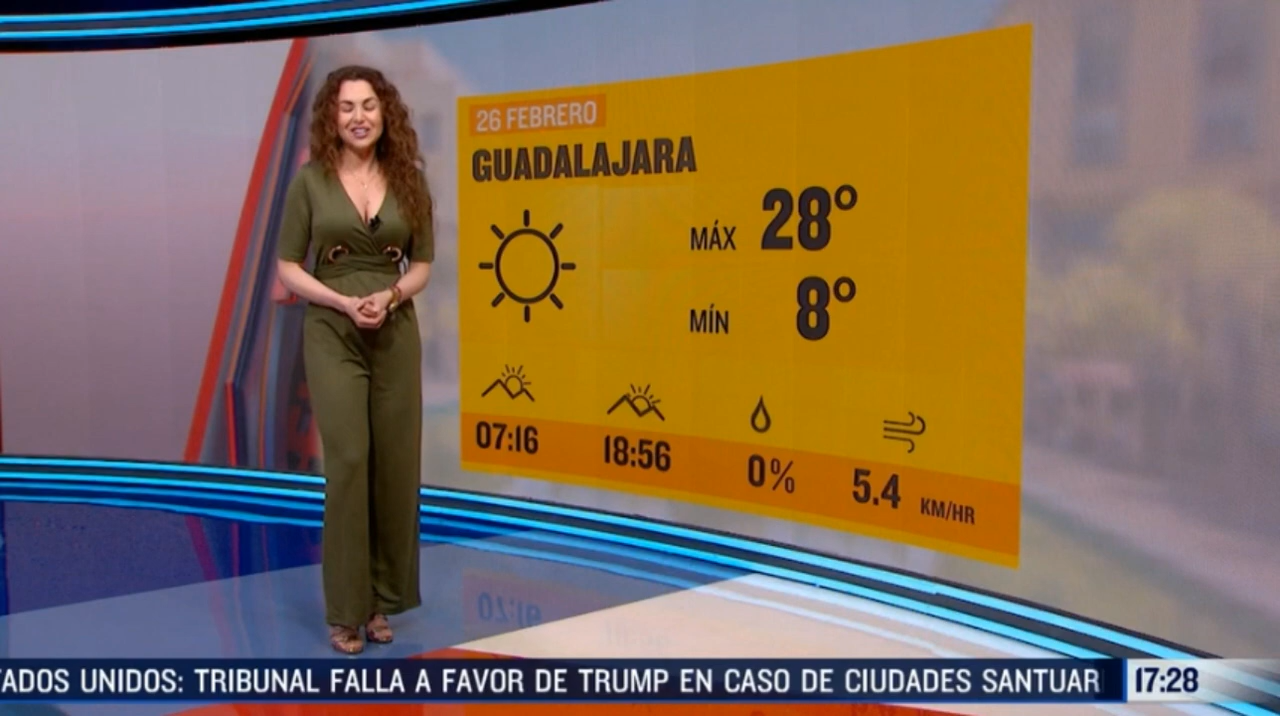 26 FEBRERO
GUADALAJARA
MÁX 28°
MÍN 8°
07:16 18:56 0% 5.4 KM/HR
TADOS UNIDOS: TRIBUNAL FALLA A FAVOR DE TRUMP EN CASO DE CIUDADES SANTUAR 17:28